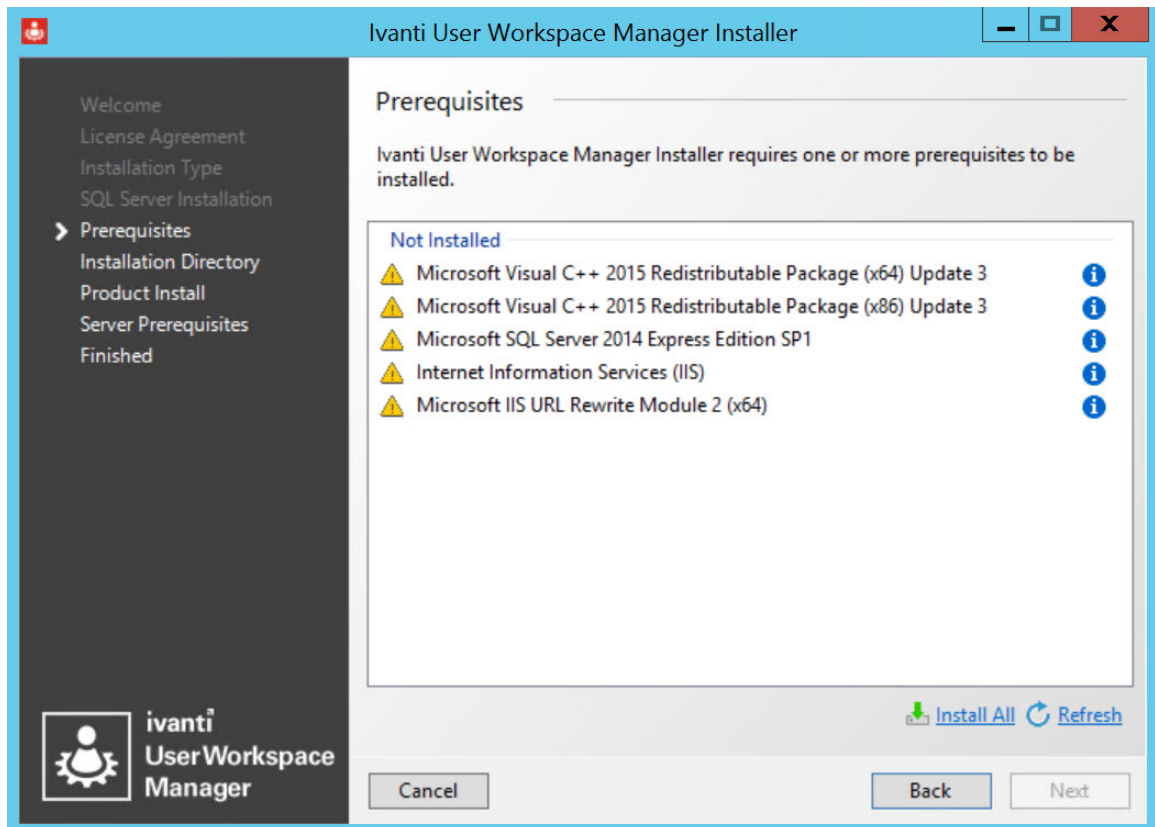 Ivanti User Workspace Manager Installer
Welcome
License Agreement
Installation Type
SQL Server Installation
Prerequisites
Installation Directory
Product Install
Server Prerequisites
Finished
ivanti
User Workspace
Manager
Prerequisites
Ivanti User Workspace Manager Installer requires one or more prerequisites to be
installed.
Not Installed
Microsoft Visual C++ 2015 Redistributable Package (x64) Update 3
Microsoft Visual C++ 2015 Redistributable Package (x86) Update 3
Microsoft SQL Server 2014 Express Edition SP1
Internet Information Services (IIS)
Microsoft IIS URL Rewrite Module 2 (x64)
Install All Refresh
Cancel Back Next